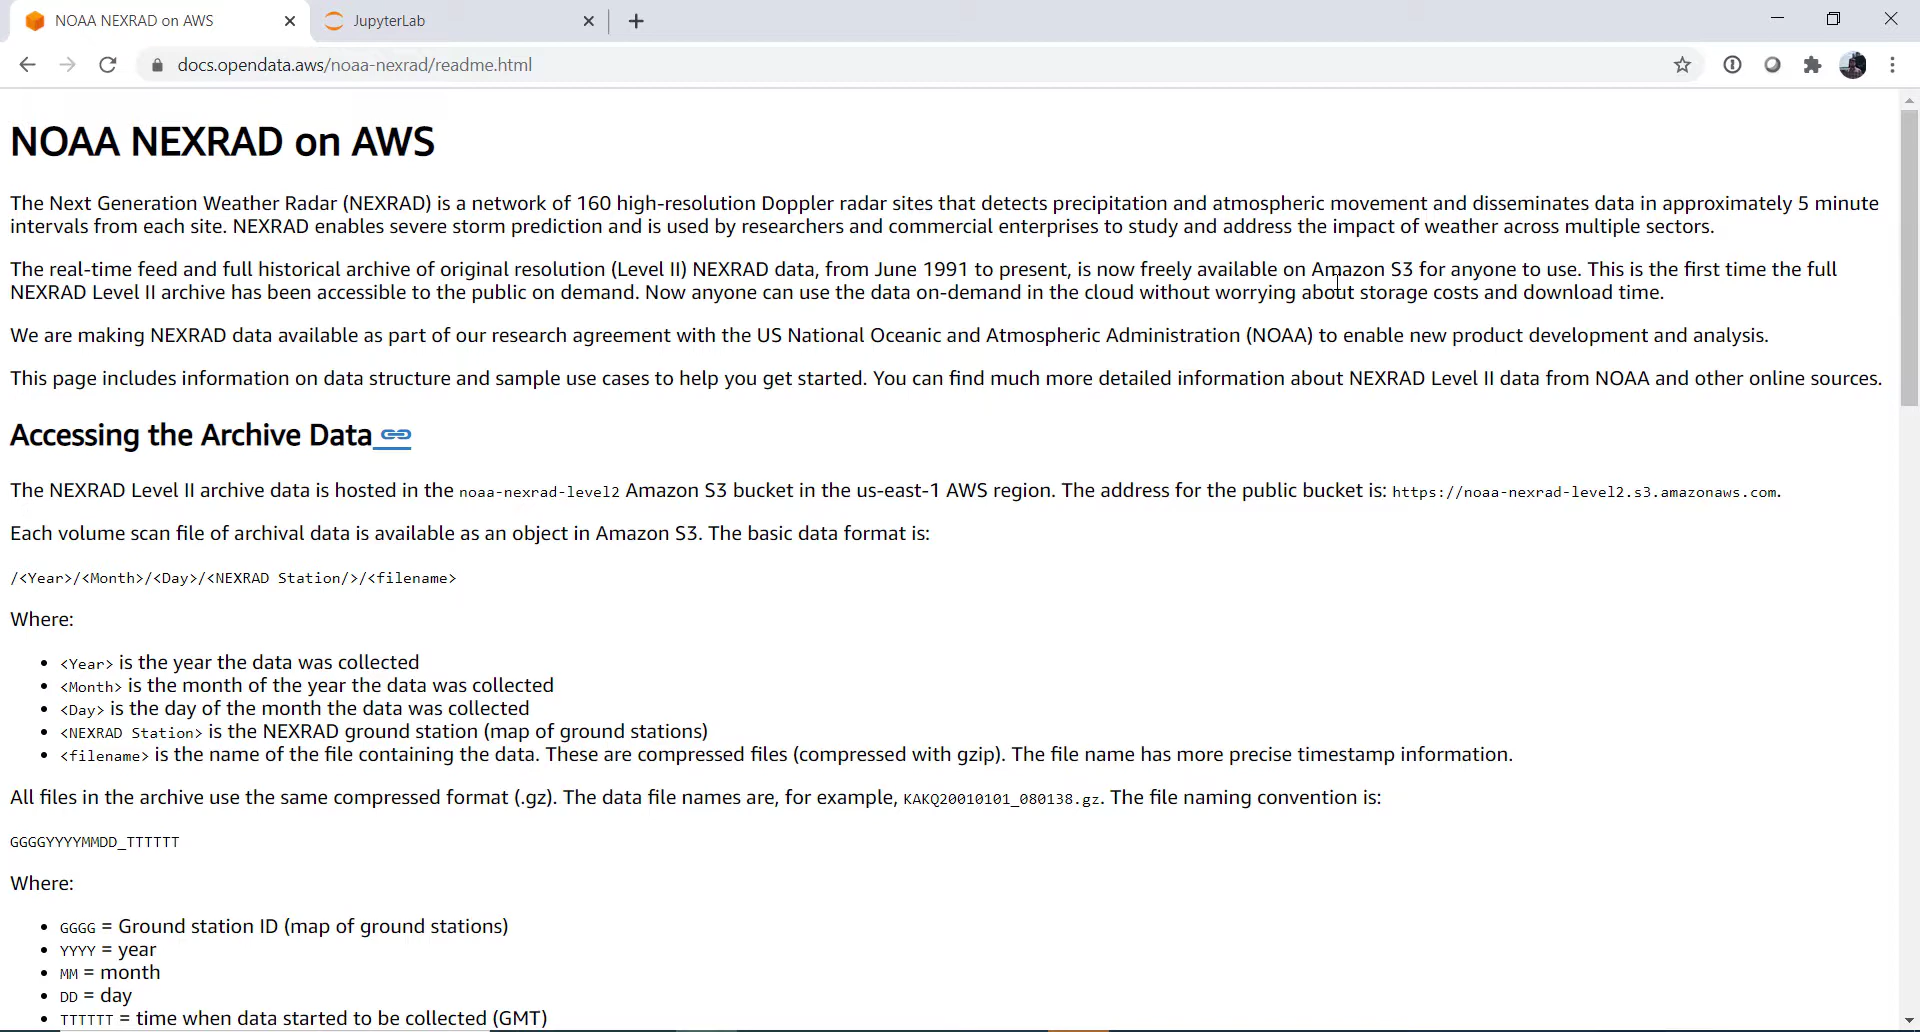 NOAA NEXRAD on AWS
JupyterLab
docs.opendata.aws/noaa-nexrad/readme.html
NOAA NEXRAD on AWS
The Next Generation Weather Radar (NEXRAD) is a network of 160 high-resolution Doppler radar sites that detects precipitation and atmospheric movement and disseminates data in approximately 5 minute
intervals from each site. NEXRAD enables severe storm prediction and is used by researchers and commercial enterprises to study and address the impact of weather across multiple sectors.
The real-time feed and full historical archive of original resolution (Level II) NEXRAD data, from June 1991 to present, is now freely available on Amazon S3 for anyone to use. This is the first time the full
NEXRAD Level II archive has been accessible to the public on demand. Now anyone can use the data on-demand in the cloud without worrying about storage costs and download time.
We are making NEXRAD data available as part of our research agreement with the US National Oceanic and Atmospheric Administration (NOAA) to enable new product development and analysis.
This page includes information on data structure and sample use cases to help you get started. You can find much more detailed information about NEXRAD Level II data from NOAA and other online sources.
Accessing the Archive Data
The NEXRAD Level II archive data is hosted in the noaa-nexrad-level2 Amazon S3 bucket in the us-east-1 AWS region. The address for the public bucket is: https://noaa-nexrad-level2.s3.amazonaws.com.
Each volume scan file of archival data is available as an object in Amazon S3. The basic data format is:
/<Year>/<Month>/<Day>/<NEXRAD Station/>/<filename>
Where:
• <Year> is the year the data was collected
• <Month> is the month of the year the data was collected
• <Day> is the day of the month the data was collected
• <NEXRAD Station> is the NEXRAD ground station (map of ground stations)
• <filename> is the name of the file containing the data. These are compressed files (compressed with gzip). The file name has more precise timestamp information.
All files in the archive use the same compressed format (.gz). The data file names are, for example, KAKQ20010101_080138.gz. The file naming convention is:
GGGGYYYYMMDD_TTTTTT
Where:
• GGGG = Ground station ID (map of ground stations)
• YYYY = year
• MM = month
• DD = day
• TTTTTT = time when data started to be collected (GMT)